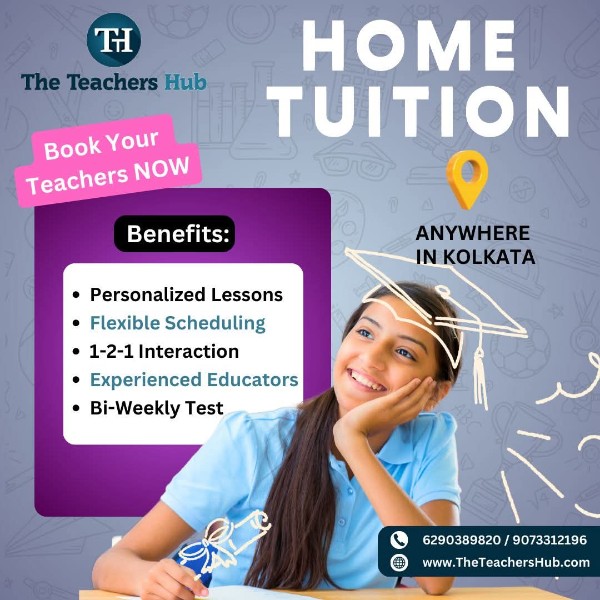 TH
The Teachers Hub
HOME
TUITION
Book Your
Teachers NOW
ANYWHERE
IN KOLKATA
Benefits:
• Personalized Lessons
• Flexible Scheduling
• 1-2-1 Interaction
• Experienced Educators
• Bi-Weekly Test
6290389820 / 9073312196
www.TheTeachersHub.com